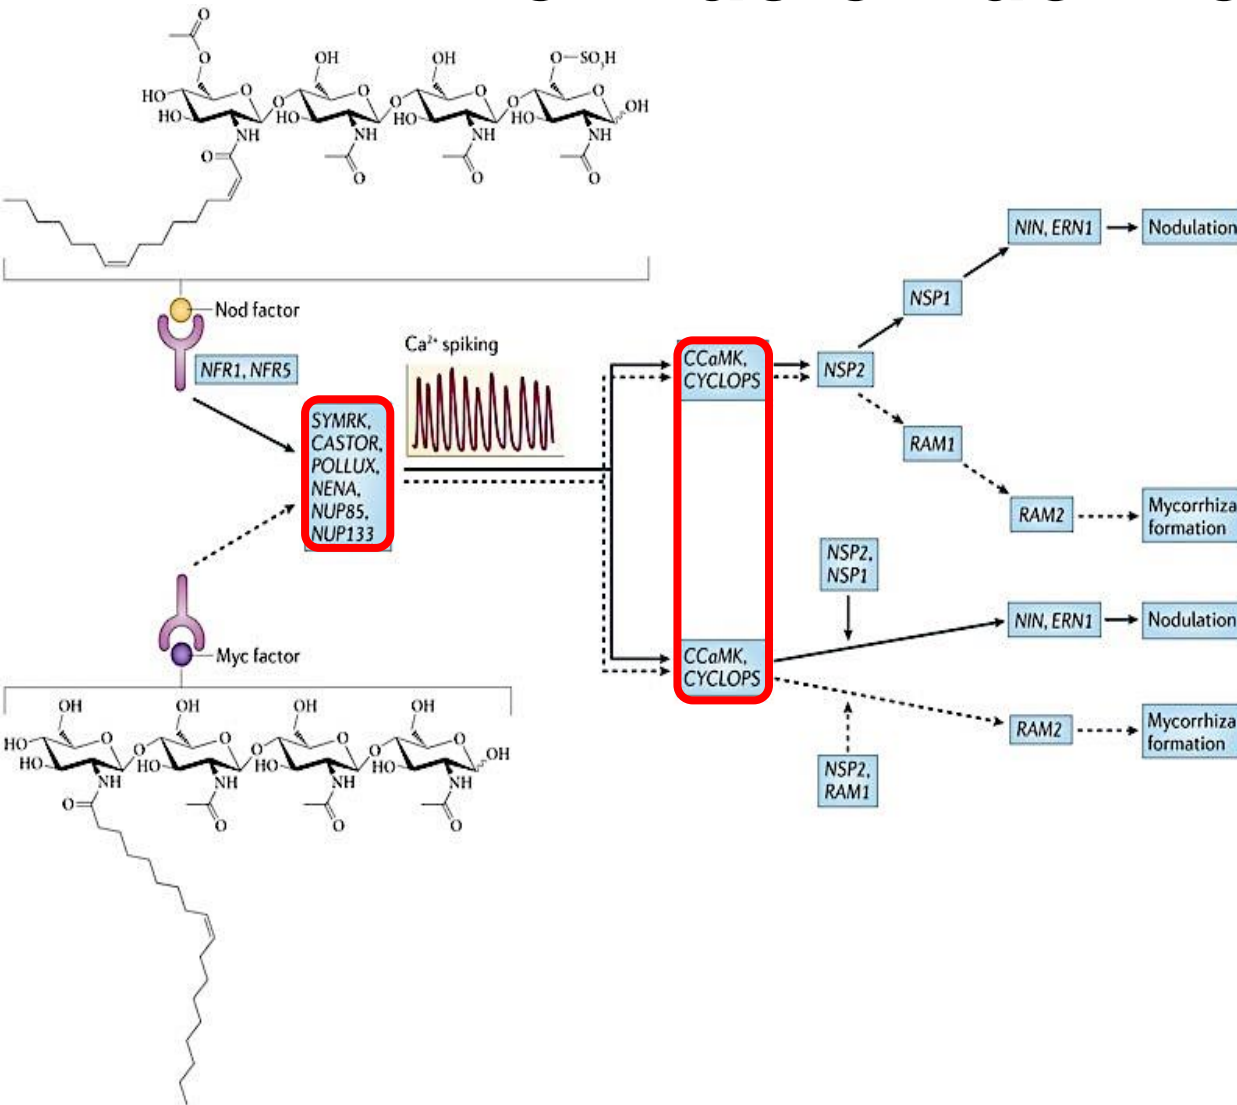 O
O
OH
OH
O—SO₃H
O
O
O
O
O
HO
O
O
O
OH
HO
HO
HO
HO
NH
NH
NH
NH
O
O
O
O
NIN, ERN1
Nodulation
NSP1
Nod factor
Ca²⁺ spiking
NFR1, NFR5
CCaMK,
CYCLOPS
NSP2
SYMRK,
CASTOR,
POLLUX,
NENA,
NUP85,
NUP133
RAM1
RAM2
Mycorrhiza
formation
NSP2,
NSP1
NIN, ERN1
Nodulation
Myc factor
CCaMK,
CYCLOPS
RAM2
Mycorrhiza
formation
NSP2,
RAM1
OH
OH
OH
OH
O
O
O
O
HO
O
O
O
OH
HO
HO
HO
HO
NH
NH
NH
NH
O
O
O
O